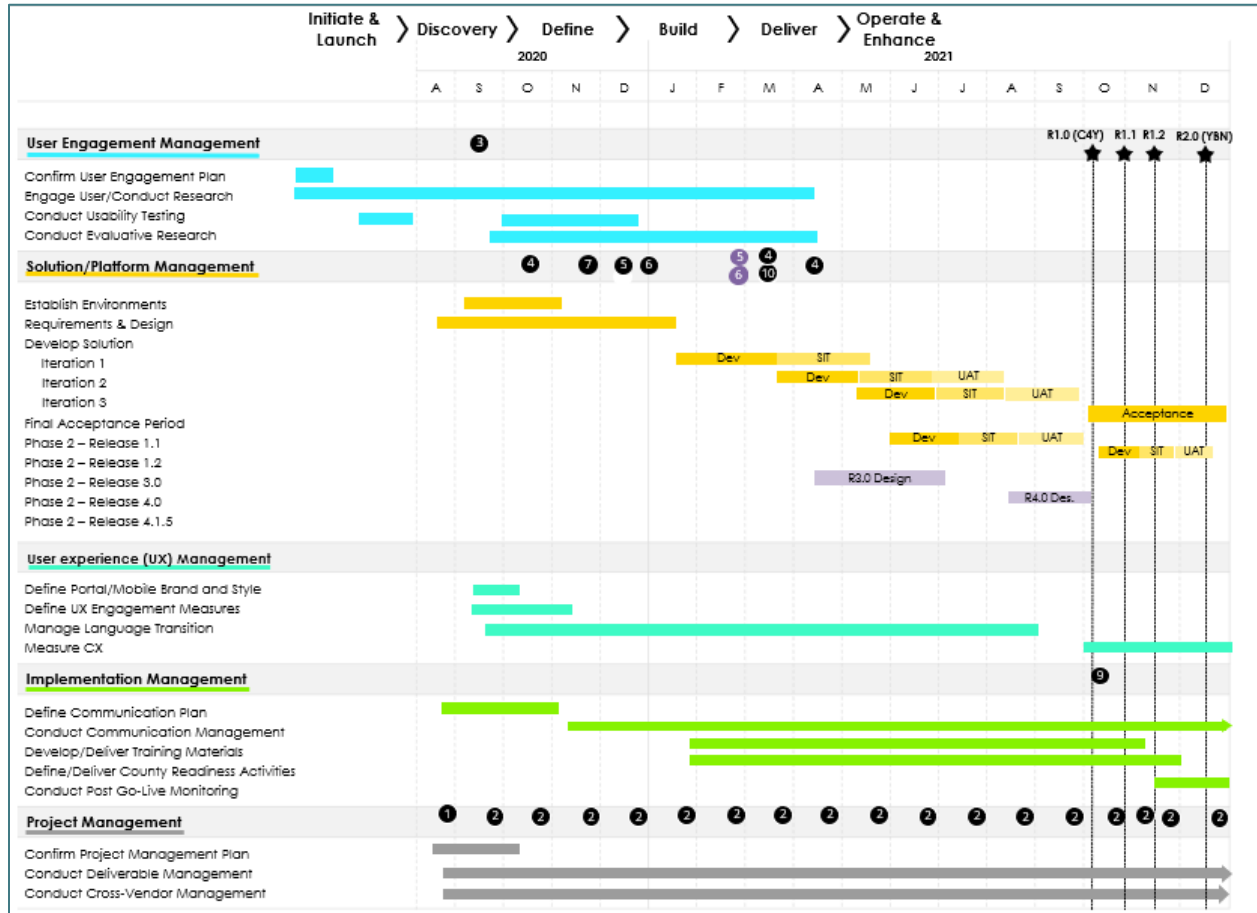 Initiate & Launch Discovery Define Build Deliver Operate & Enhance
2020 2021
A S O N D J F M A M J J A S O N D
R1.0 (C4Y) R1.1 R1.2 R2.0 (YBN)
User Engagement Management 3
Confirm User Engagement Plan
Engage User/Conduct Research
Conduct Usability Testing
Conduct Evaluative Research
5 4
Solution/Platform Management 4 7 5 6 6 10 4
Establish Environments
Requirements & Design
Develop Solution
Iteration 1 Dev SIT
Iteration 2 Dev SIT UAT
Iteration 3 Dev SIT UAT
Final Acceptance Period Acceptance
Phase 2 – Release 1.1 Dev SIT UAT
Phase 2 – Release 1.2 Dev SIT UAT
Phase 2 – Release 3.0 R3.0 Design
Phase 2 – Release 4.0 R4.0 Des.
Phase 2 – Release 4.1.5
User experience (UX) Management
Define Portal/Mobile Brand and Style
Define UX Engagement Measures
Manage Language Transition
Measure CX
Implementation Management 9
Define Communication Plan
Conduct Communication Management
Develop/Deliver Training Materials
Define/Deliver County Readiness Activities
Conduct Post Go-Live Monitoring
Project Management 1 2 2 2 2 2 2 2 2 2 2 2 2 2 2 2 2 2
Confirm Project Management Plan
Conduct Deliverable Management
Conduct Cross-Vendor Management